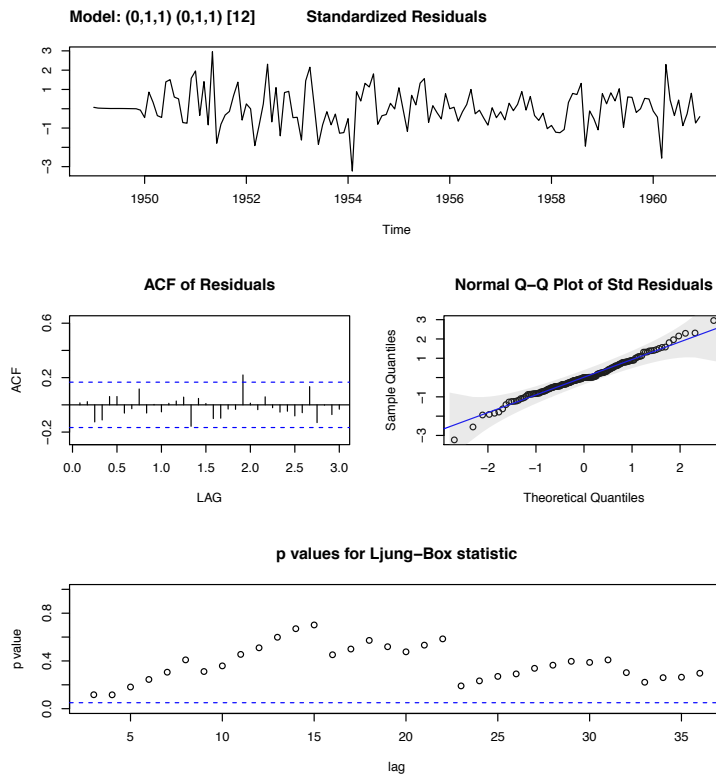 Model: (0,1,1) (0,1,1) [12] Standardized Residuals
3
1
−1
−3
1950 1952 1954 1956 1958 1960
Time
ACF of Residuals
ACF
0.6
0.2
−0.2
0.0 0.5 1.0 1.5 2.0 2.5 3.0
LAG
Normal Q−Q Plot of Std Residuals
Sample Quantiles
3
1
−1
−3
−2 −1 0 1 2
Theoretical Quantiles
p values for Ljung−Box statistic
p value
0.8
0.4
0.0
5 10 15 20 25 30 35
lag